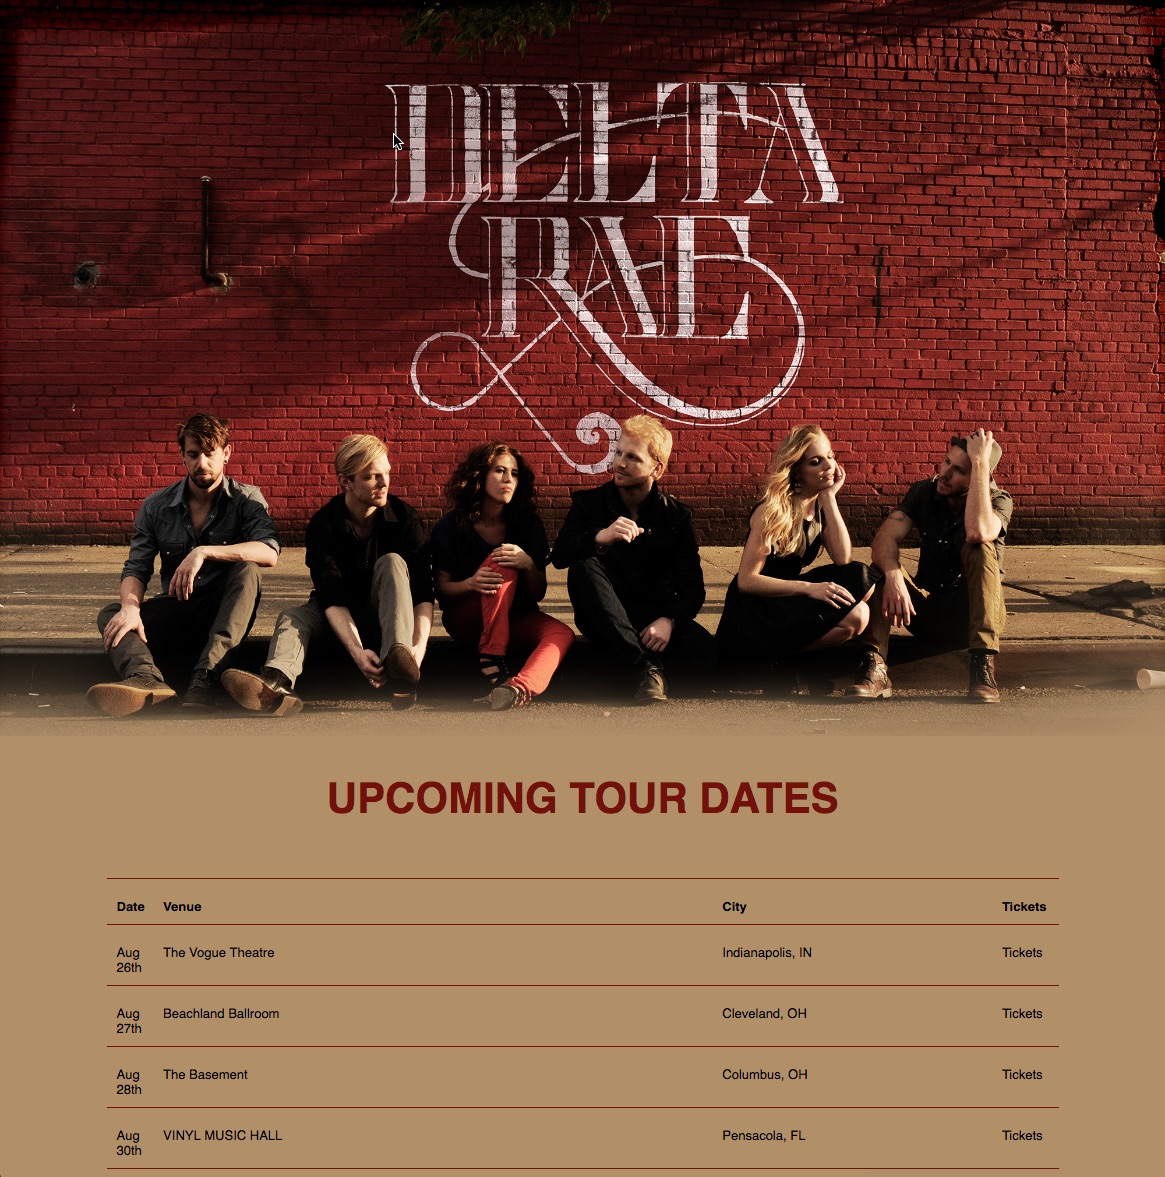 DELTA
RAE
UPCOMING TOUR DATES
Date Venue City Tickets
Aug 26th The Vogue Theatre Indianapolis, IN Tickets
Aug 27th Beachland Ballroom Cleveland, OH Tickets
Aug 28th The Basement Columbus, OH Tickets
Aug 30th VINYL MUSIC HALL Pensacola, FL Tickets